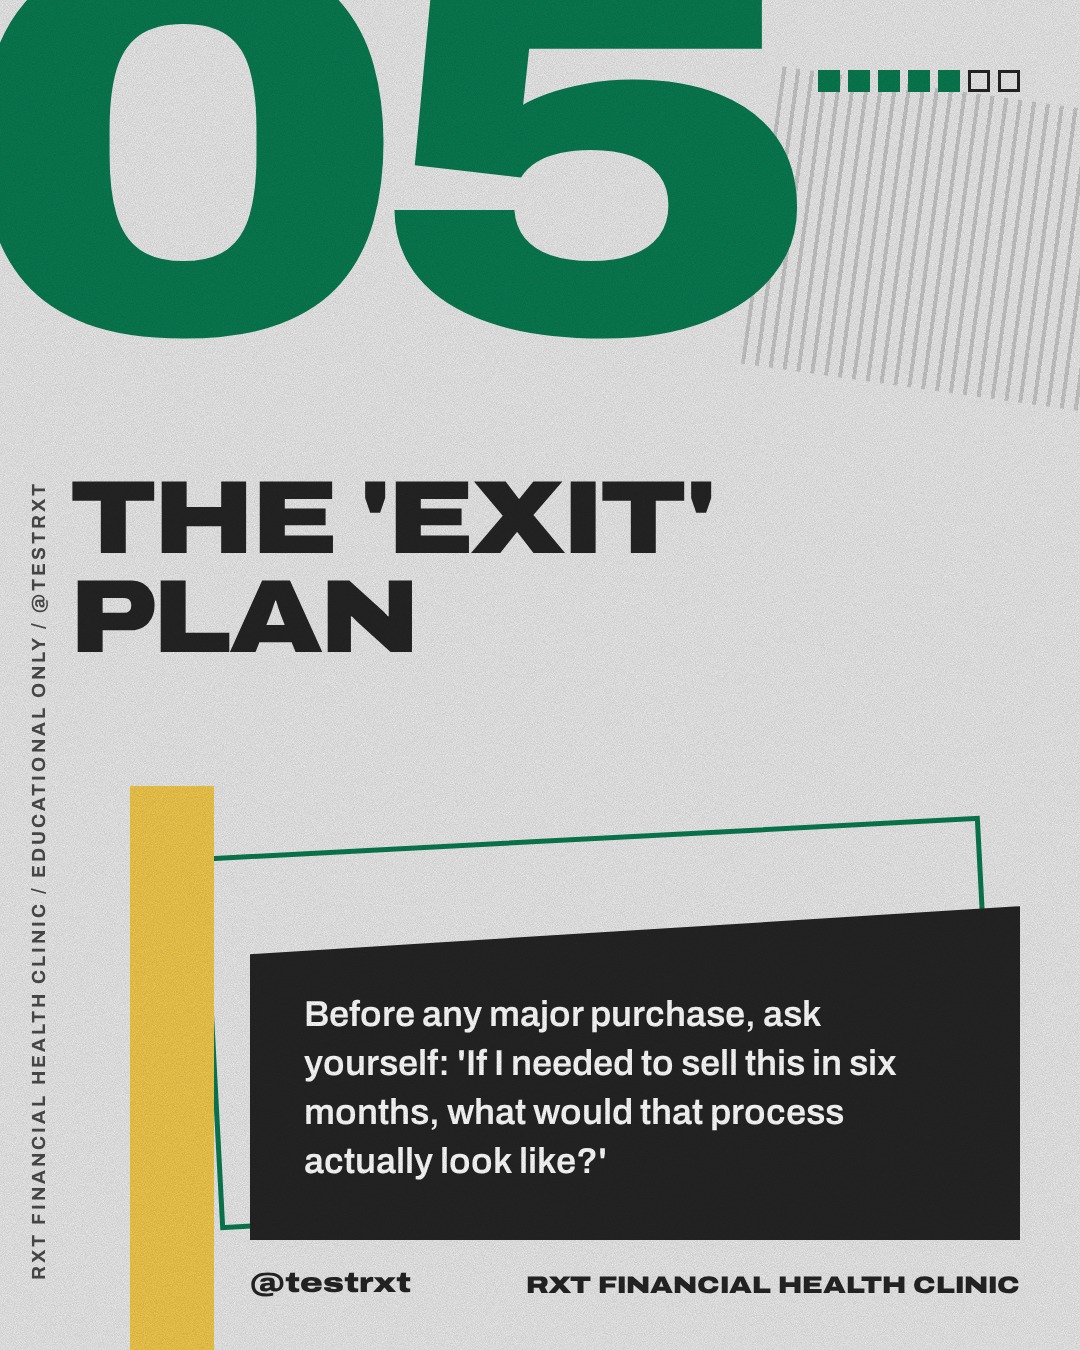 05
THE 'EXIT'
PLAN
RXT FINANCIAL HEALTH CLINIC / EDUCATIONAL ONLY / @TESTRXT
Before any major purchase, ask
yourself: 'If I needed to sell this in six
months, what would that process
actually look like?'
@testrxt
RXT FINANCIAL HEALTH CLINIC